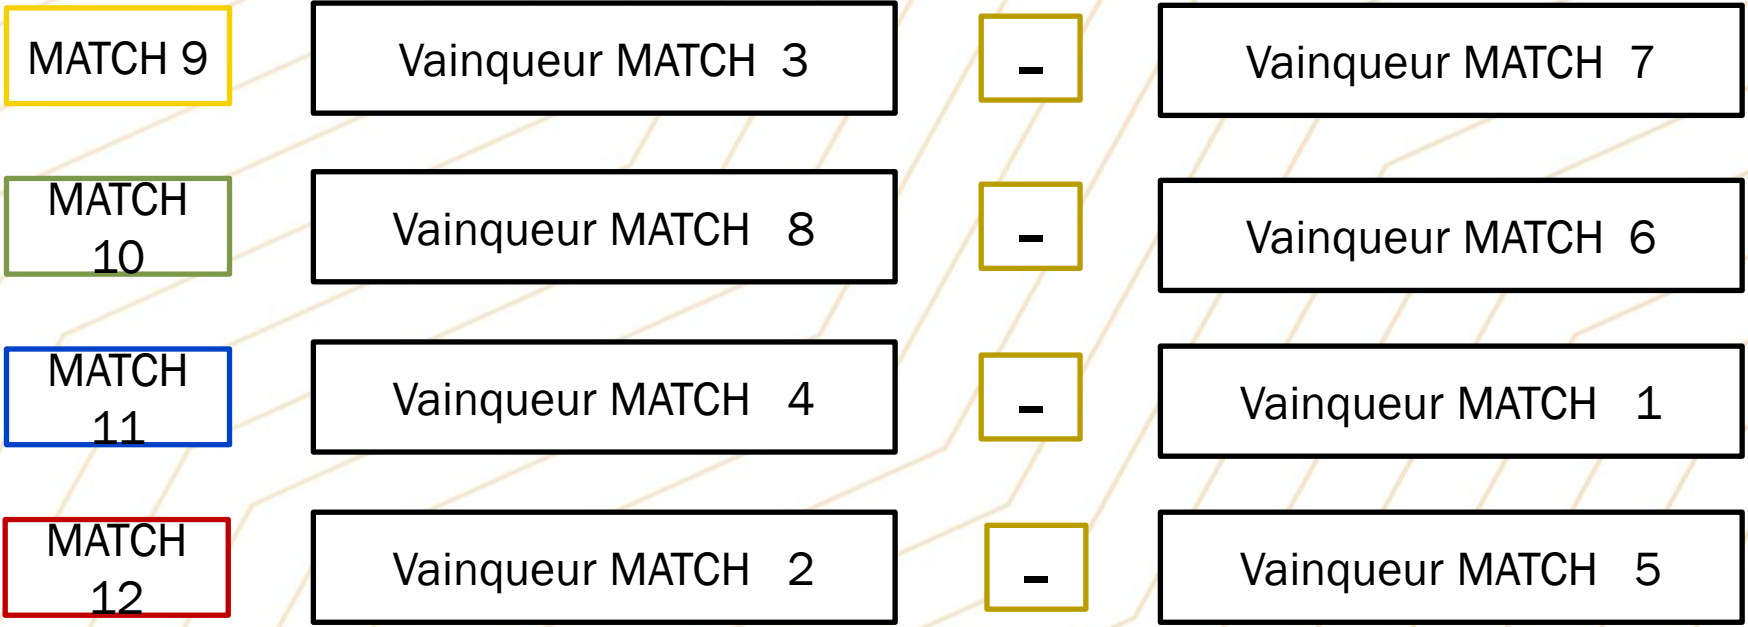 MATCH 9
Vainqueur MATCH 3
-
Vainqueur MATCH 7
MATCH
10
Vainqueur MATCH 8
-
Vainqueur MATCH 6
MATCH
11
Vainqueur MATCH 4
-
Vainqueur MATCH 1
MATCH
12
Vainqueur MATCH 2
-
Vainqueur MATCH 5